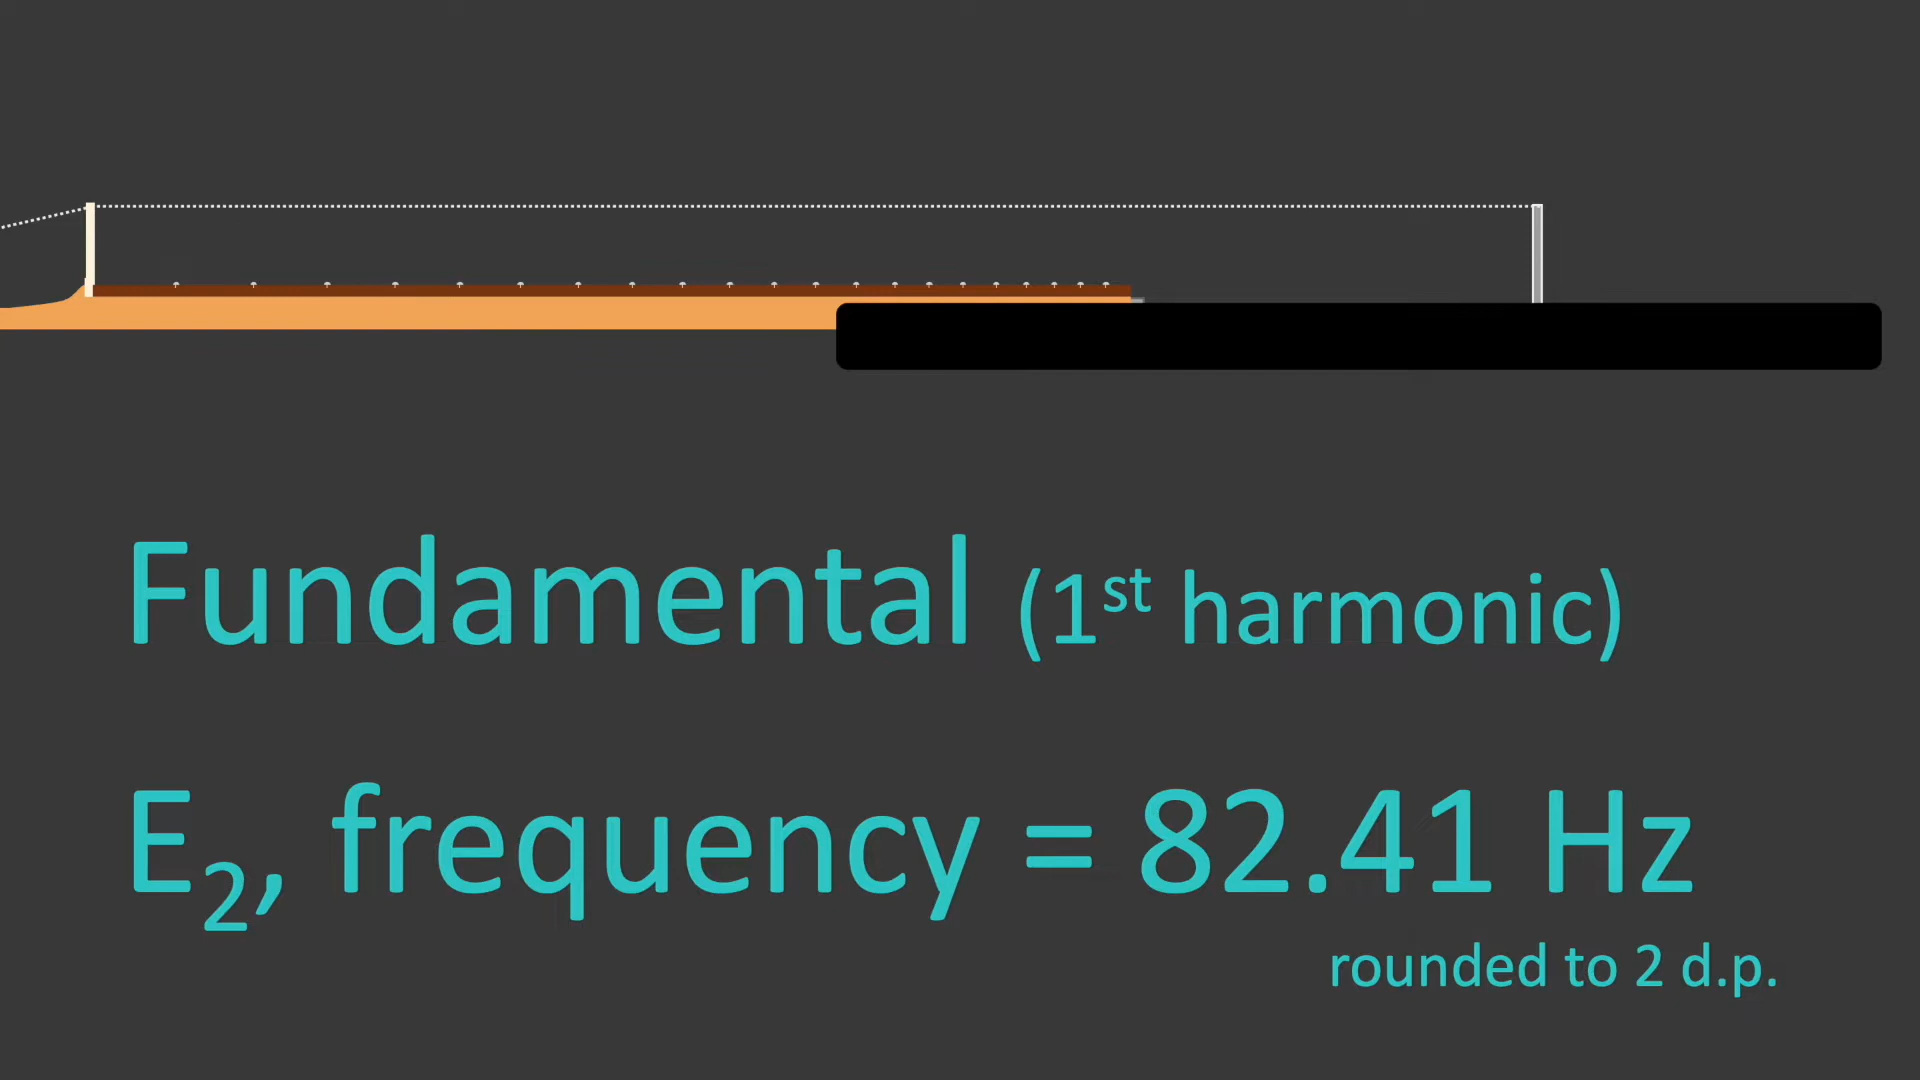 Fundamental (1st harmonic)
E2, frequency = 82.41 Hz
rounded to 2 d.p.